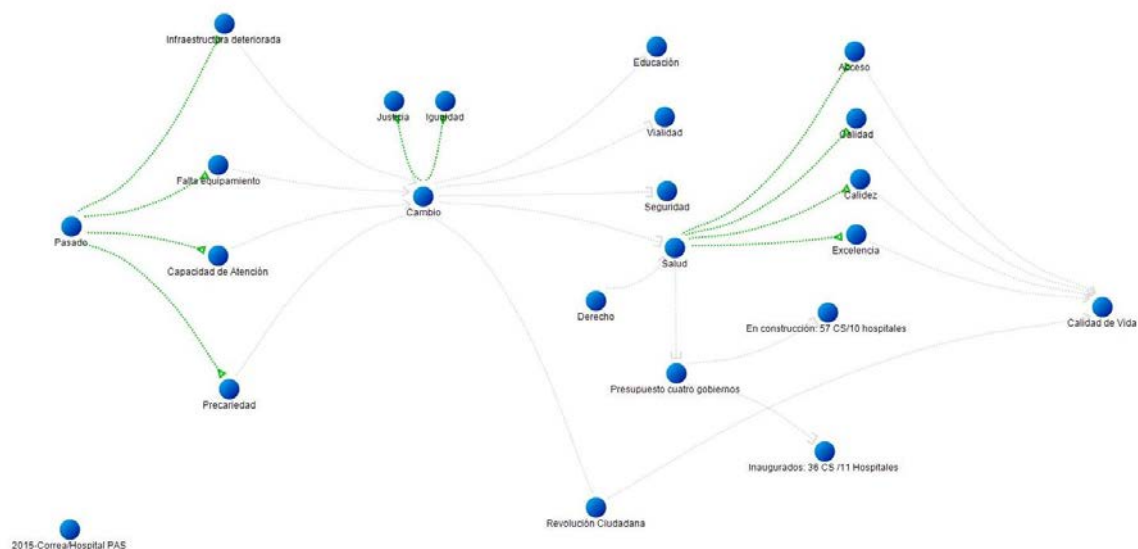 Infraestructura deteriorada
Educación
Acceso
Justicia
Igualdad
Vialidad
Calidad
Falta equipamiento
Calidez
Cambio
Seguridad
Pasado
Excelencia
Salud
Capacidad de Atención
Derecho
Calidad de Vida
En construcción: 57 CS/10 hospitales
Presupuesto cuatro gobiernos
Precariedad
Inaugurados: 36 CS /11 Hospitales
Revolución Ciudadana
2015-Correa/Hospital PAS